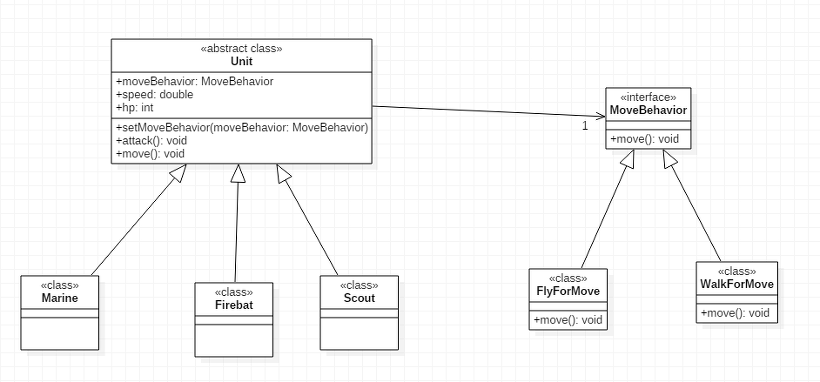 «abstract class»
Unit
+moveBehavior: MoveBehavior
+speed: double
+hp: int
+setMoveBehavior(moveBehavior: MoveBehavior)
+attack(): void
+move(): void
1
«interface»
MoveBehavior
+move(): void
«class»
Marine
«class»
Firebat
«class»
Scout
«class»
FlyForMove
+move(): void
«class»
WalkForMove
+move(): void